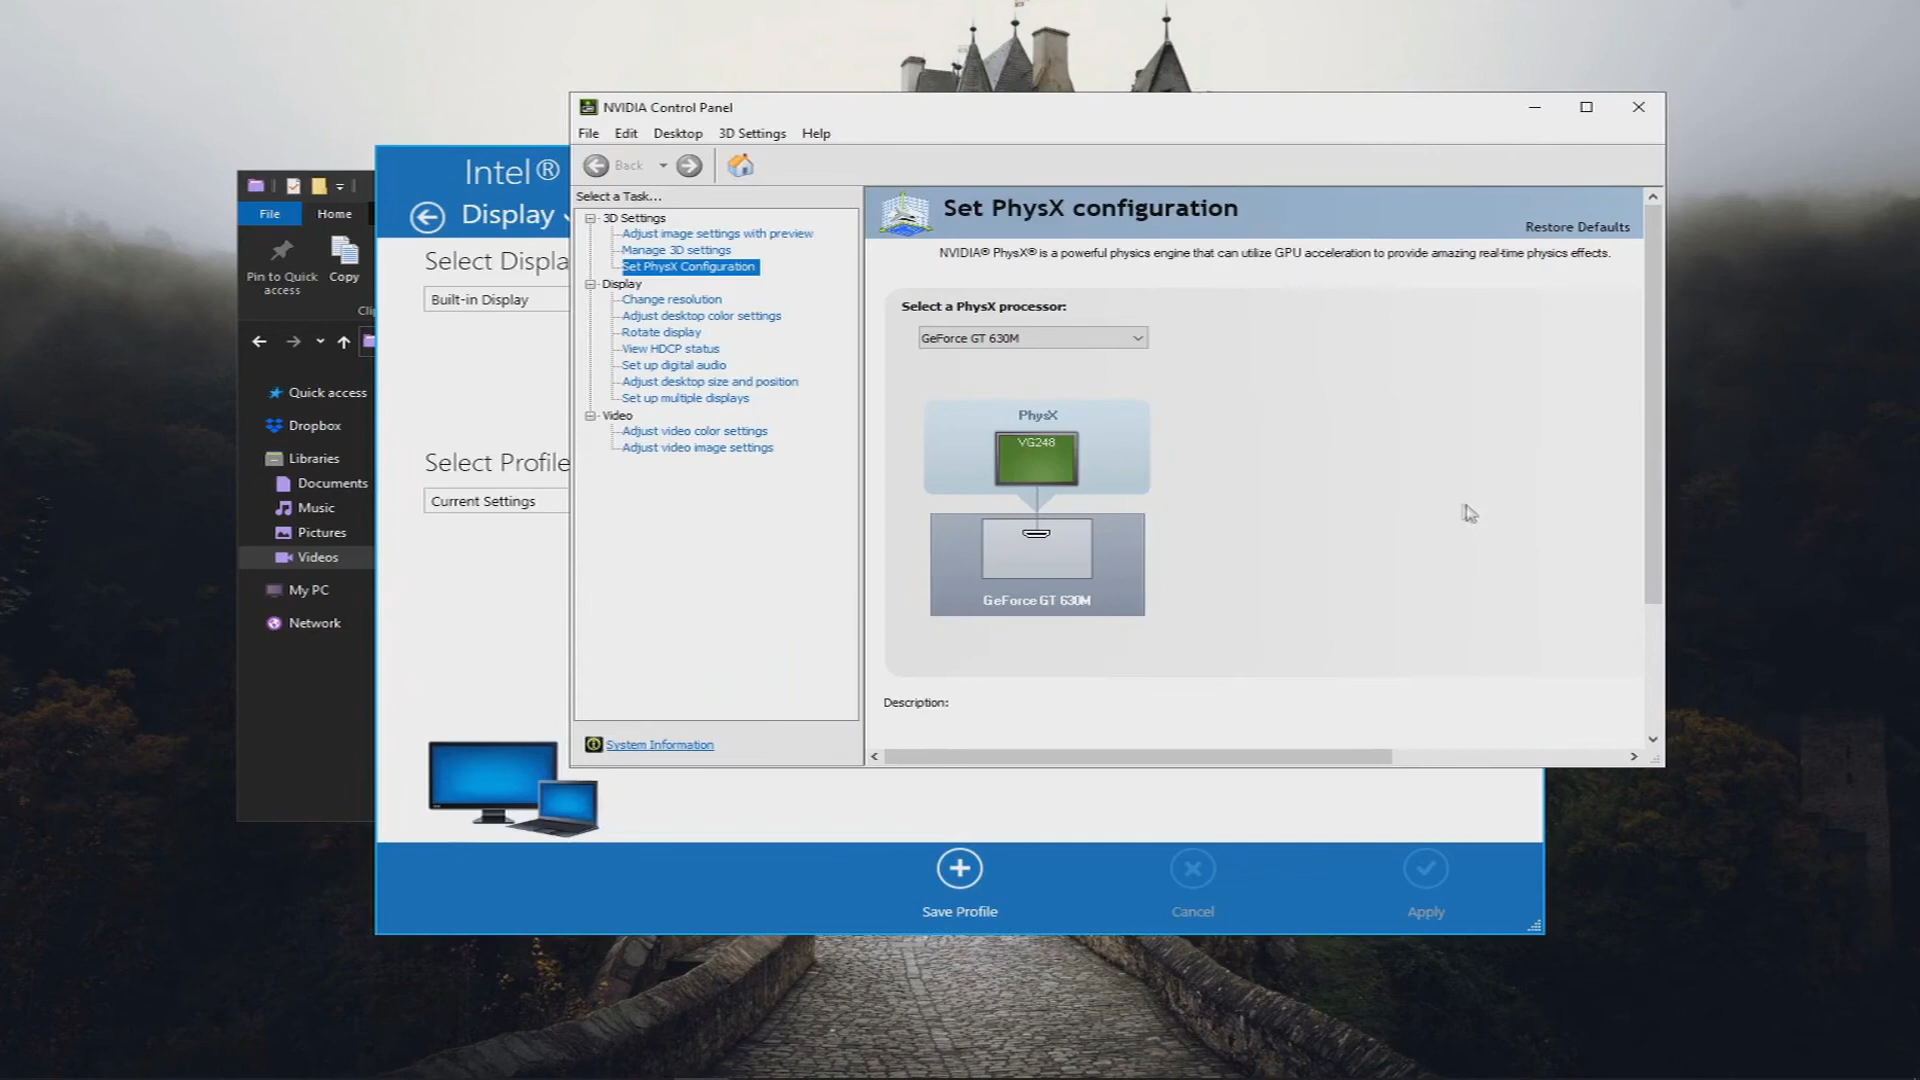 NVIDIA Control Panel
File Edit Desktop 3D Settings Help
Back
Select a Task...
3D Settings
Adjust image settings with preview
Manage 3D settings
Set PhysX Configuration
Display
Change resolution
Adjust desktop color settings
Rotate display
View HDCP status
Set up digital audio
Adjust desktop size and position
Set up multiple displays
Video
Adjust video color settings
Adjust video image settings
System Information
Set PhysX configuration
Restore Defaults
NVIDIA® PhysX® is a powerful physics engine that can utilize GPU acceleration to provide amazing real-time physics effects.
Select a PhysX processor:
GeForce GT 630M
PhysX
VG248
GeForce GT 630M
Description:
Intel®
Display
Select Displa
Built-in Display
Select Profile
Current Settings
Save Profile
Cancel
Apply
File Home
Pin to Quick
access
Copy
Cli
Quick access
Dropbox
Libraries
Documents
Music
Pictures
Videos
My PC
Network